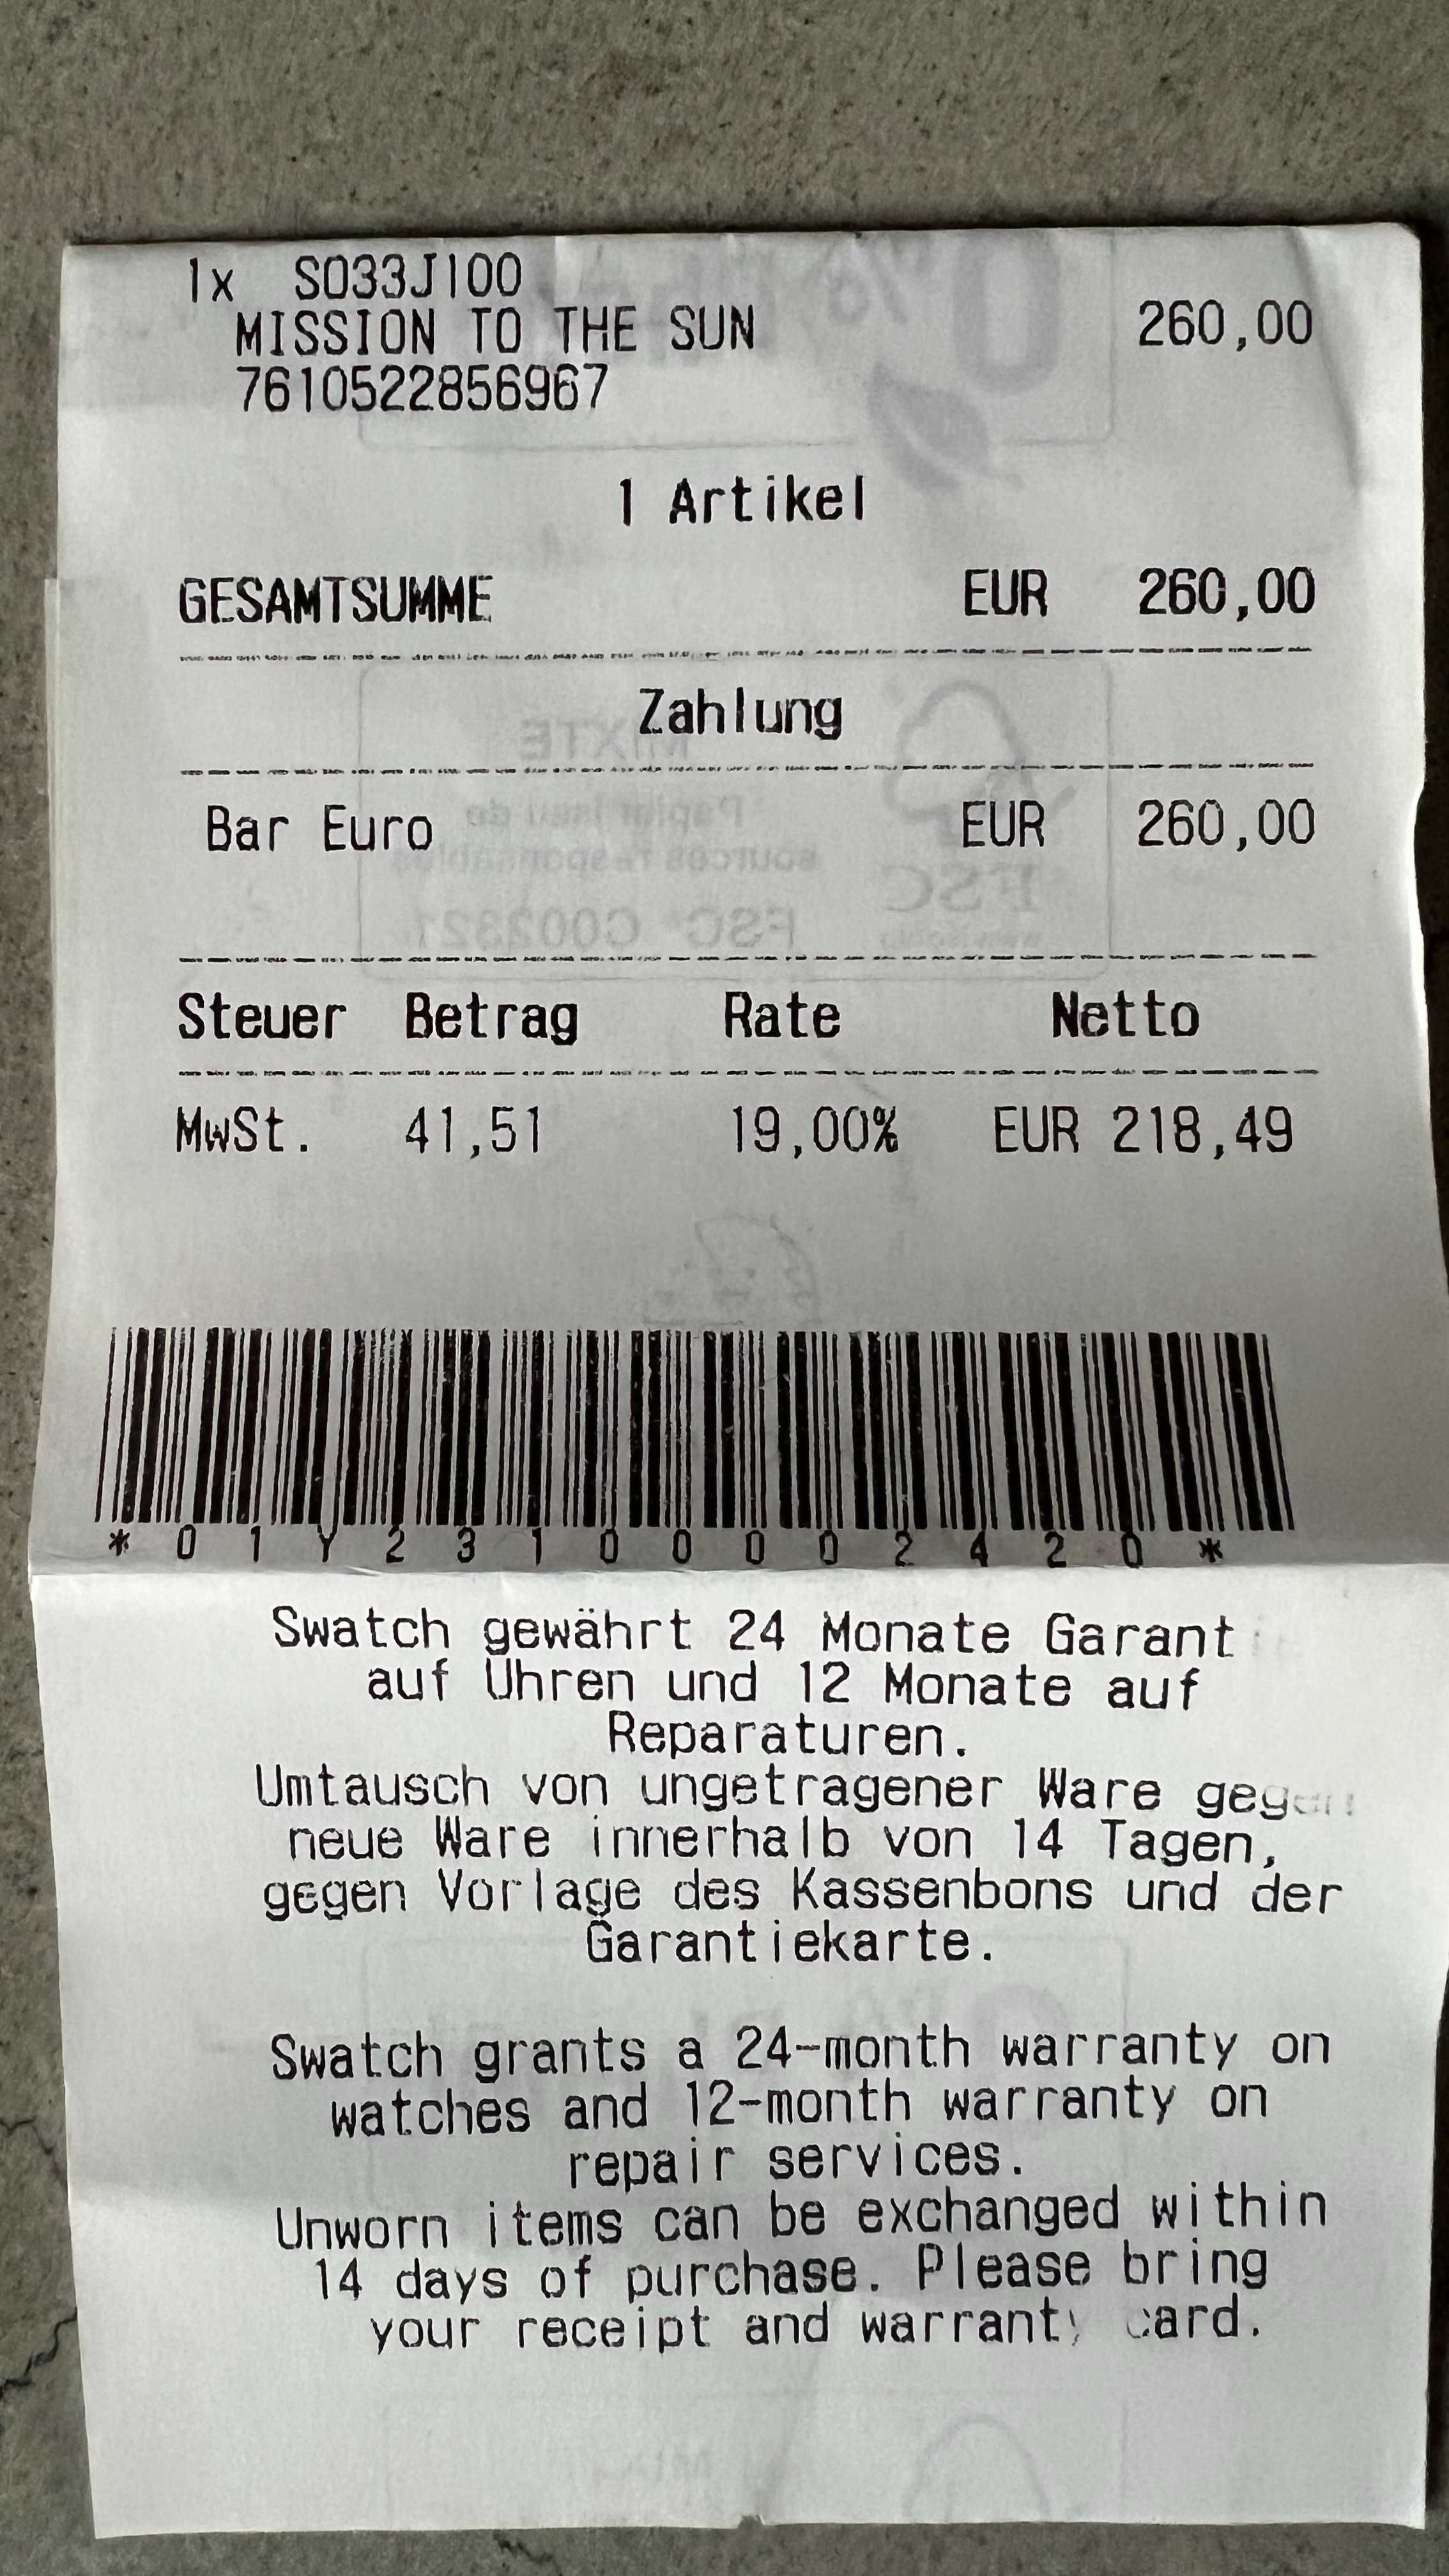 1x S033J100
MISSION TO THE SUN 260,00
7610522856967
1 Artikel
GESAMTSUMME EUR 260,00
Zahlung
Bar Euro EUR 260,00
Steuer Betrag Rate Netto
MwSt. 41,51 19,00% EUR 218,49
*01Y23100002420*
Swatch gewährt 24 Monate Garant
auf Uhren und 12 Monate auf
Reparaturen.
Umtausch von ungetragener Ware gegen
neue Ware innerhalb von 14 Tagen,
gegen Vorlage des Kassenbons und der
Garantiekarte.
Swatch grants a 24-month warranty on
watches and 12-month warranty on
repair services.
Unworn items can be exchanged within
14 days of purchase. Please bring
your receipt and warranty card.